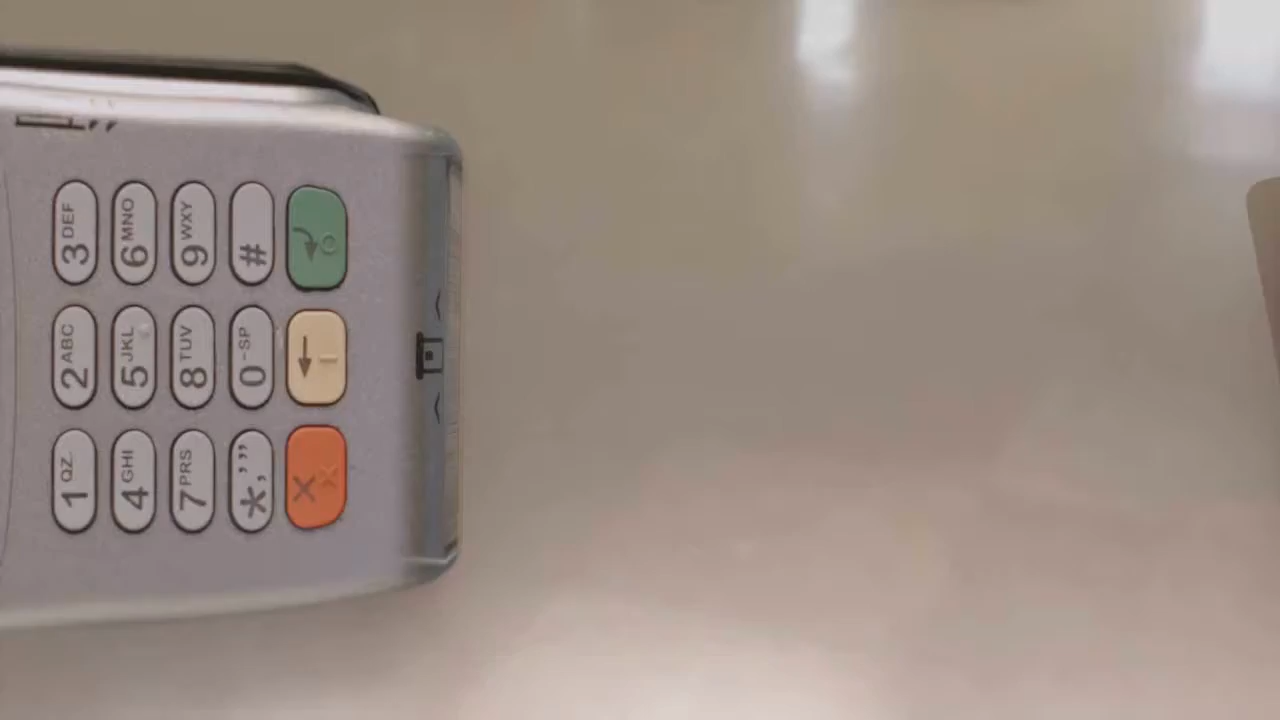 1 QZ. 2 ABC 3 DEF
4 GHI 5 JKL 6 MNO
7 PRS 8 TUV 9 WXY
*,'" 0 -SP #